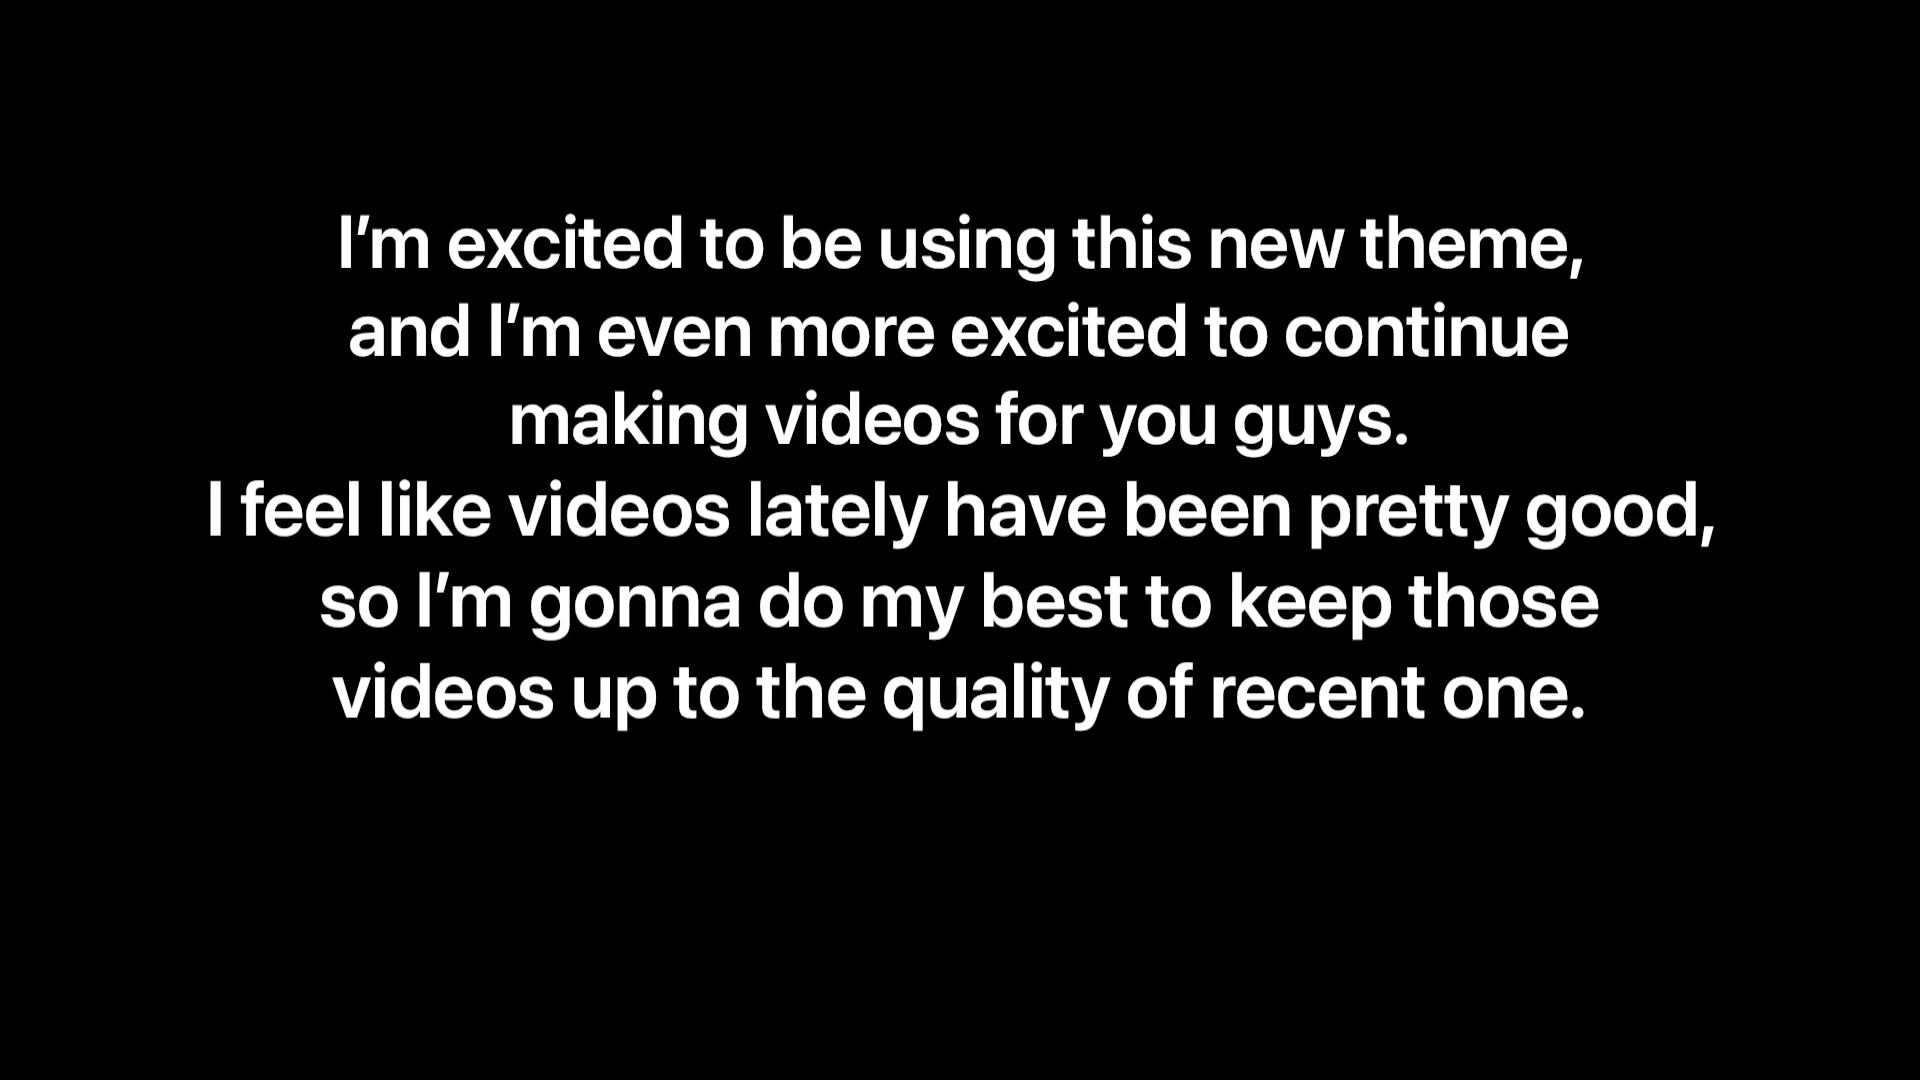 I’m excited to be using this new theme,
and I’m even more excited to continue
making videos for you guys.
I feel like videos lately have been pretty good,
so I’m gonna do my best to keep those
videos up to the quality of recent one.